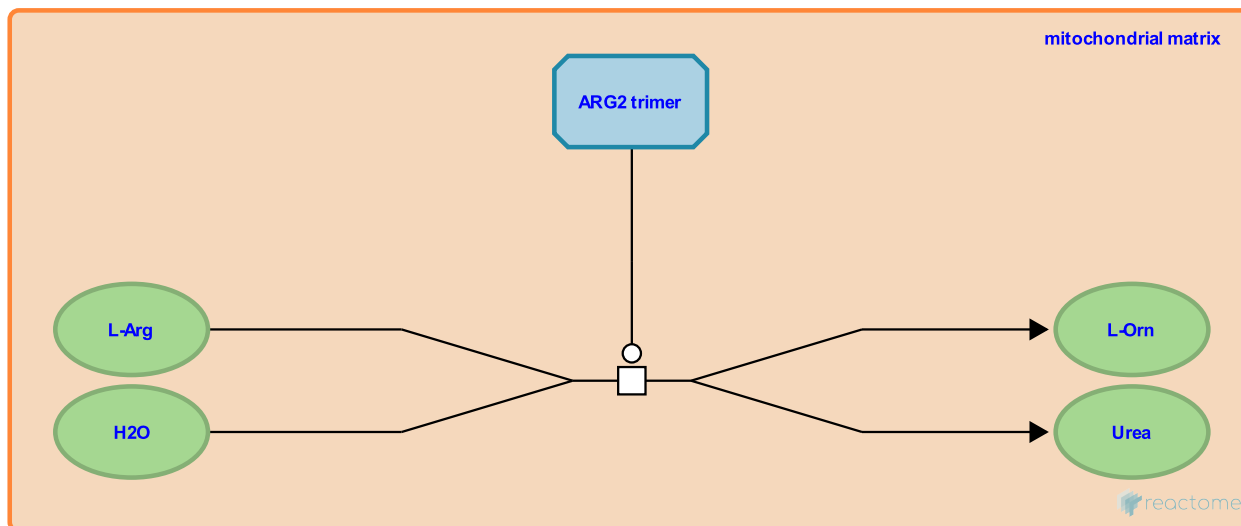 mitochondrial matrix
ARG2 trimer
L-Arg
L-Orn
H2O
Urea
reactome